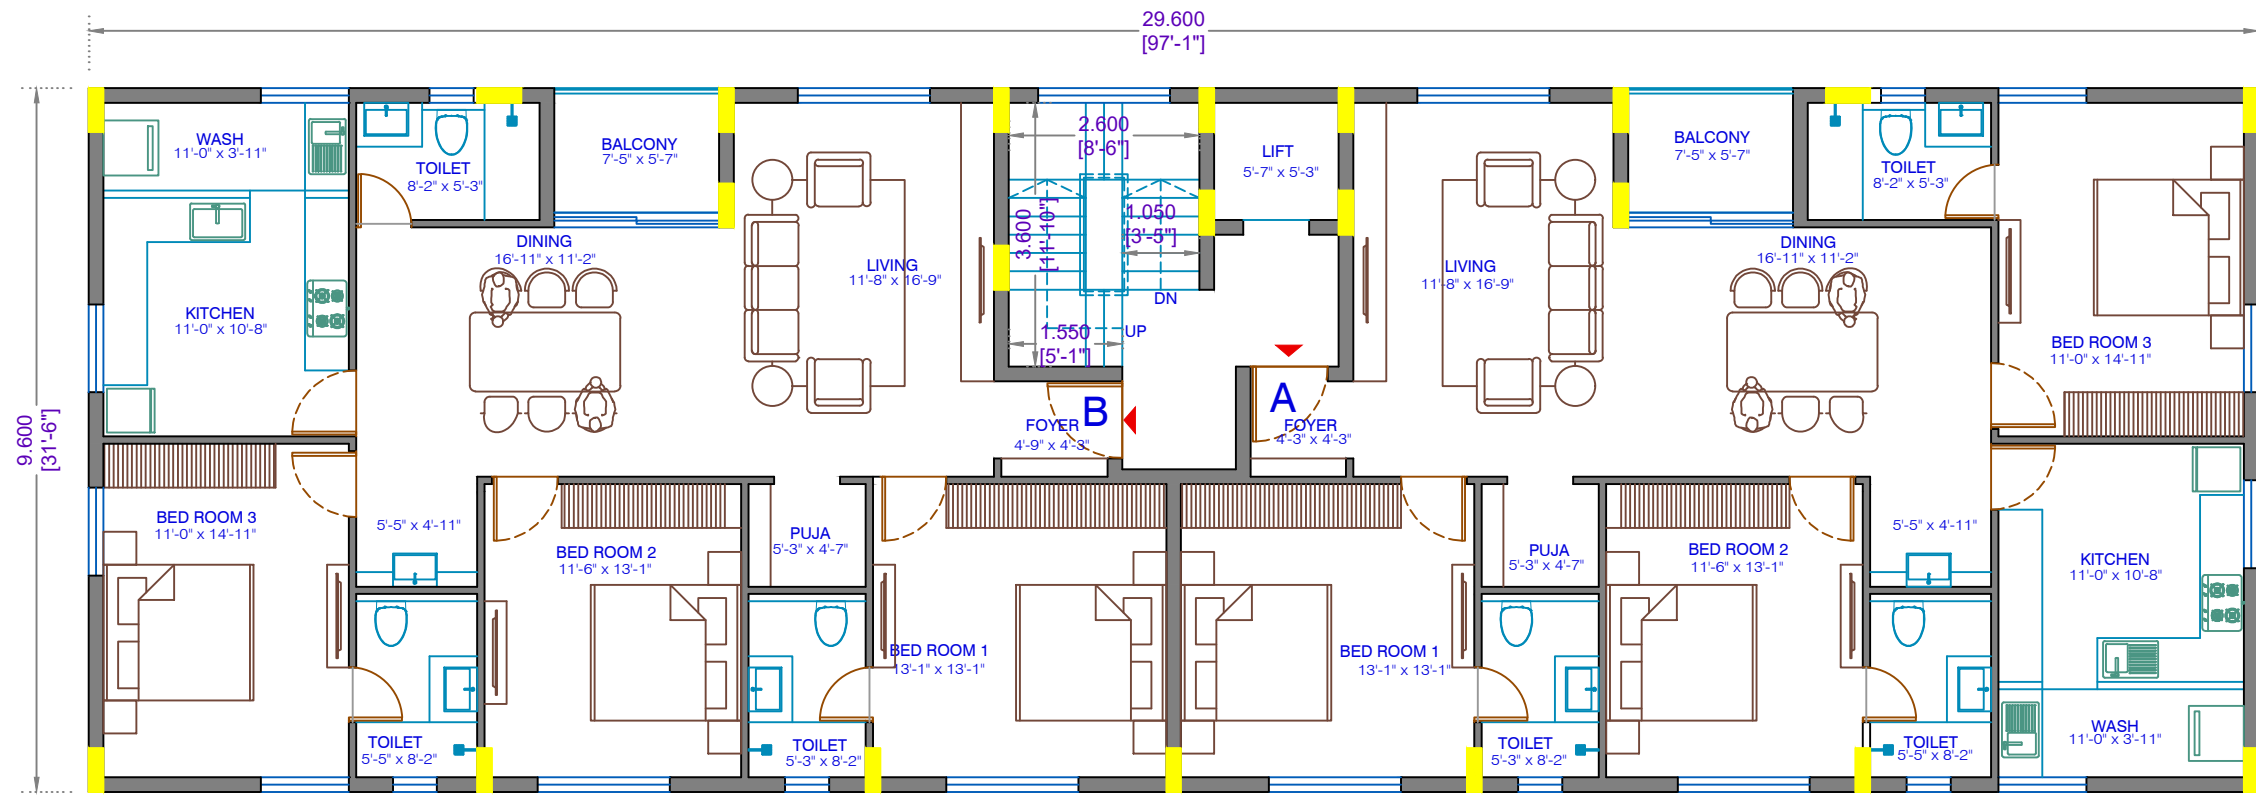 29.600
[97'-1"]
9.600
[31'-6"]
WASH
11'-0" x 3'-11"
TOILET
8'-2" x 5'-3"
BALCONY
7'-5" x 5'-7"
2.600
[8'-6"]
LIFT
5'-7" x 5'-3"
BALCONY
7'-5" x 5'-7"
TOILET
8'-2" x 5'-3"
3.600
[11'-10"]
1.050
[3'-5"]
DINING
16'-11" x 11'-2"
LIVING
11'-8" x 16'-9"
LIVING
11'-8" x 16'-9"
DINING
16'-11" x 11'-2"
KITCHEN
11'-0" x 10'-8"
DN
UP
1.550
[5'-1"]
BED ROOM 3
11'-0" x 14'-11"
B
FOYER
4'-9" x 4'-3"
A
FOYER
4'-3" x 4'-3"
BED ROOM 3
11'-0" x 14'-11"
5'-5" x 4'-11"
BED ROOM 2
11'-6" x 13'-1"
PUJA
5'-3" x 4'-7"
PUJA
5'-3" x 4'-7"
BED ROOM 2
11'-6" x 13'-1"
5'-5" x 4'-11"
KITCHEN
11'-0" x 10'-8"
BED ROOM 1
13'-1" x 13'-1"
BED ROOM 1
13'-1" x 13'-1"
TOILET
5'-5" x 8'-2"
TOILET
5'-3" x 8'-2"
TOILET
5'-3" x 8'-2"
TOILET
5'-5" x 8'-2"
WASH
11'-0" x 3'-11"